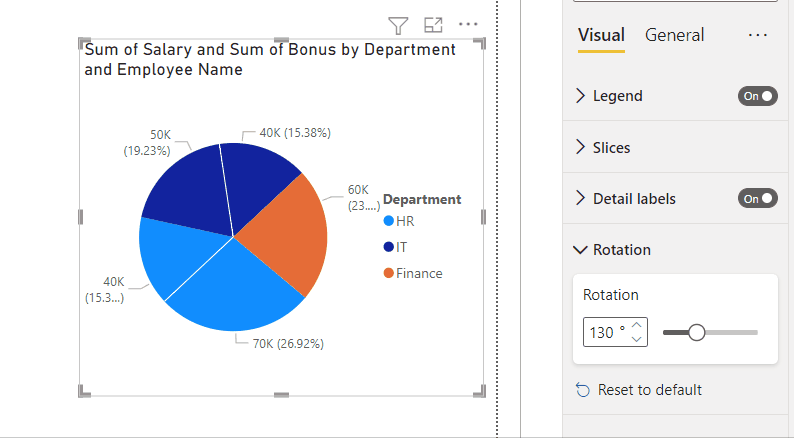 Sum of Salary and Sum of Bonus by Department
and Employee Name
50K
(19.23%)
40K (15.38%)
60K
(23....)
40K
(15.3...)
70K (26.92%)
Department
HR
IT
Finance
Visual General
Legend On
Slices
Detail labels On
Rotation
Rotation
130 °
Reset to default